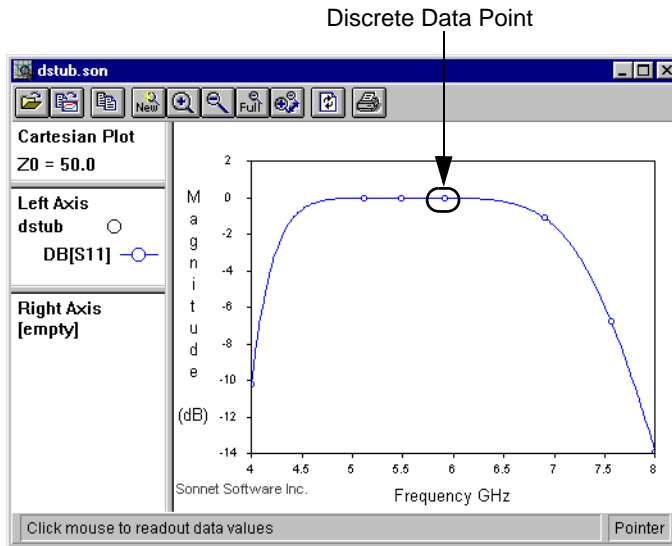 Discrete Data Point
dstub.son
New
Full
Cartesian Plot
Z0 = 50.0
Left Axis
dstub
DB[S11]
Right Axis
[empty]
Magnitude
(dB)
2
0
-2
-4
-6
-8
-10
-12
-14
4
4.5
5
5.5
6
6.5
7
7.5
8
Sonnet Software Inc.
Frequency GHz
Click mouse to readout data values
Pointer